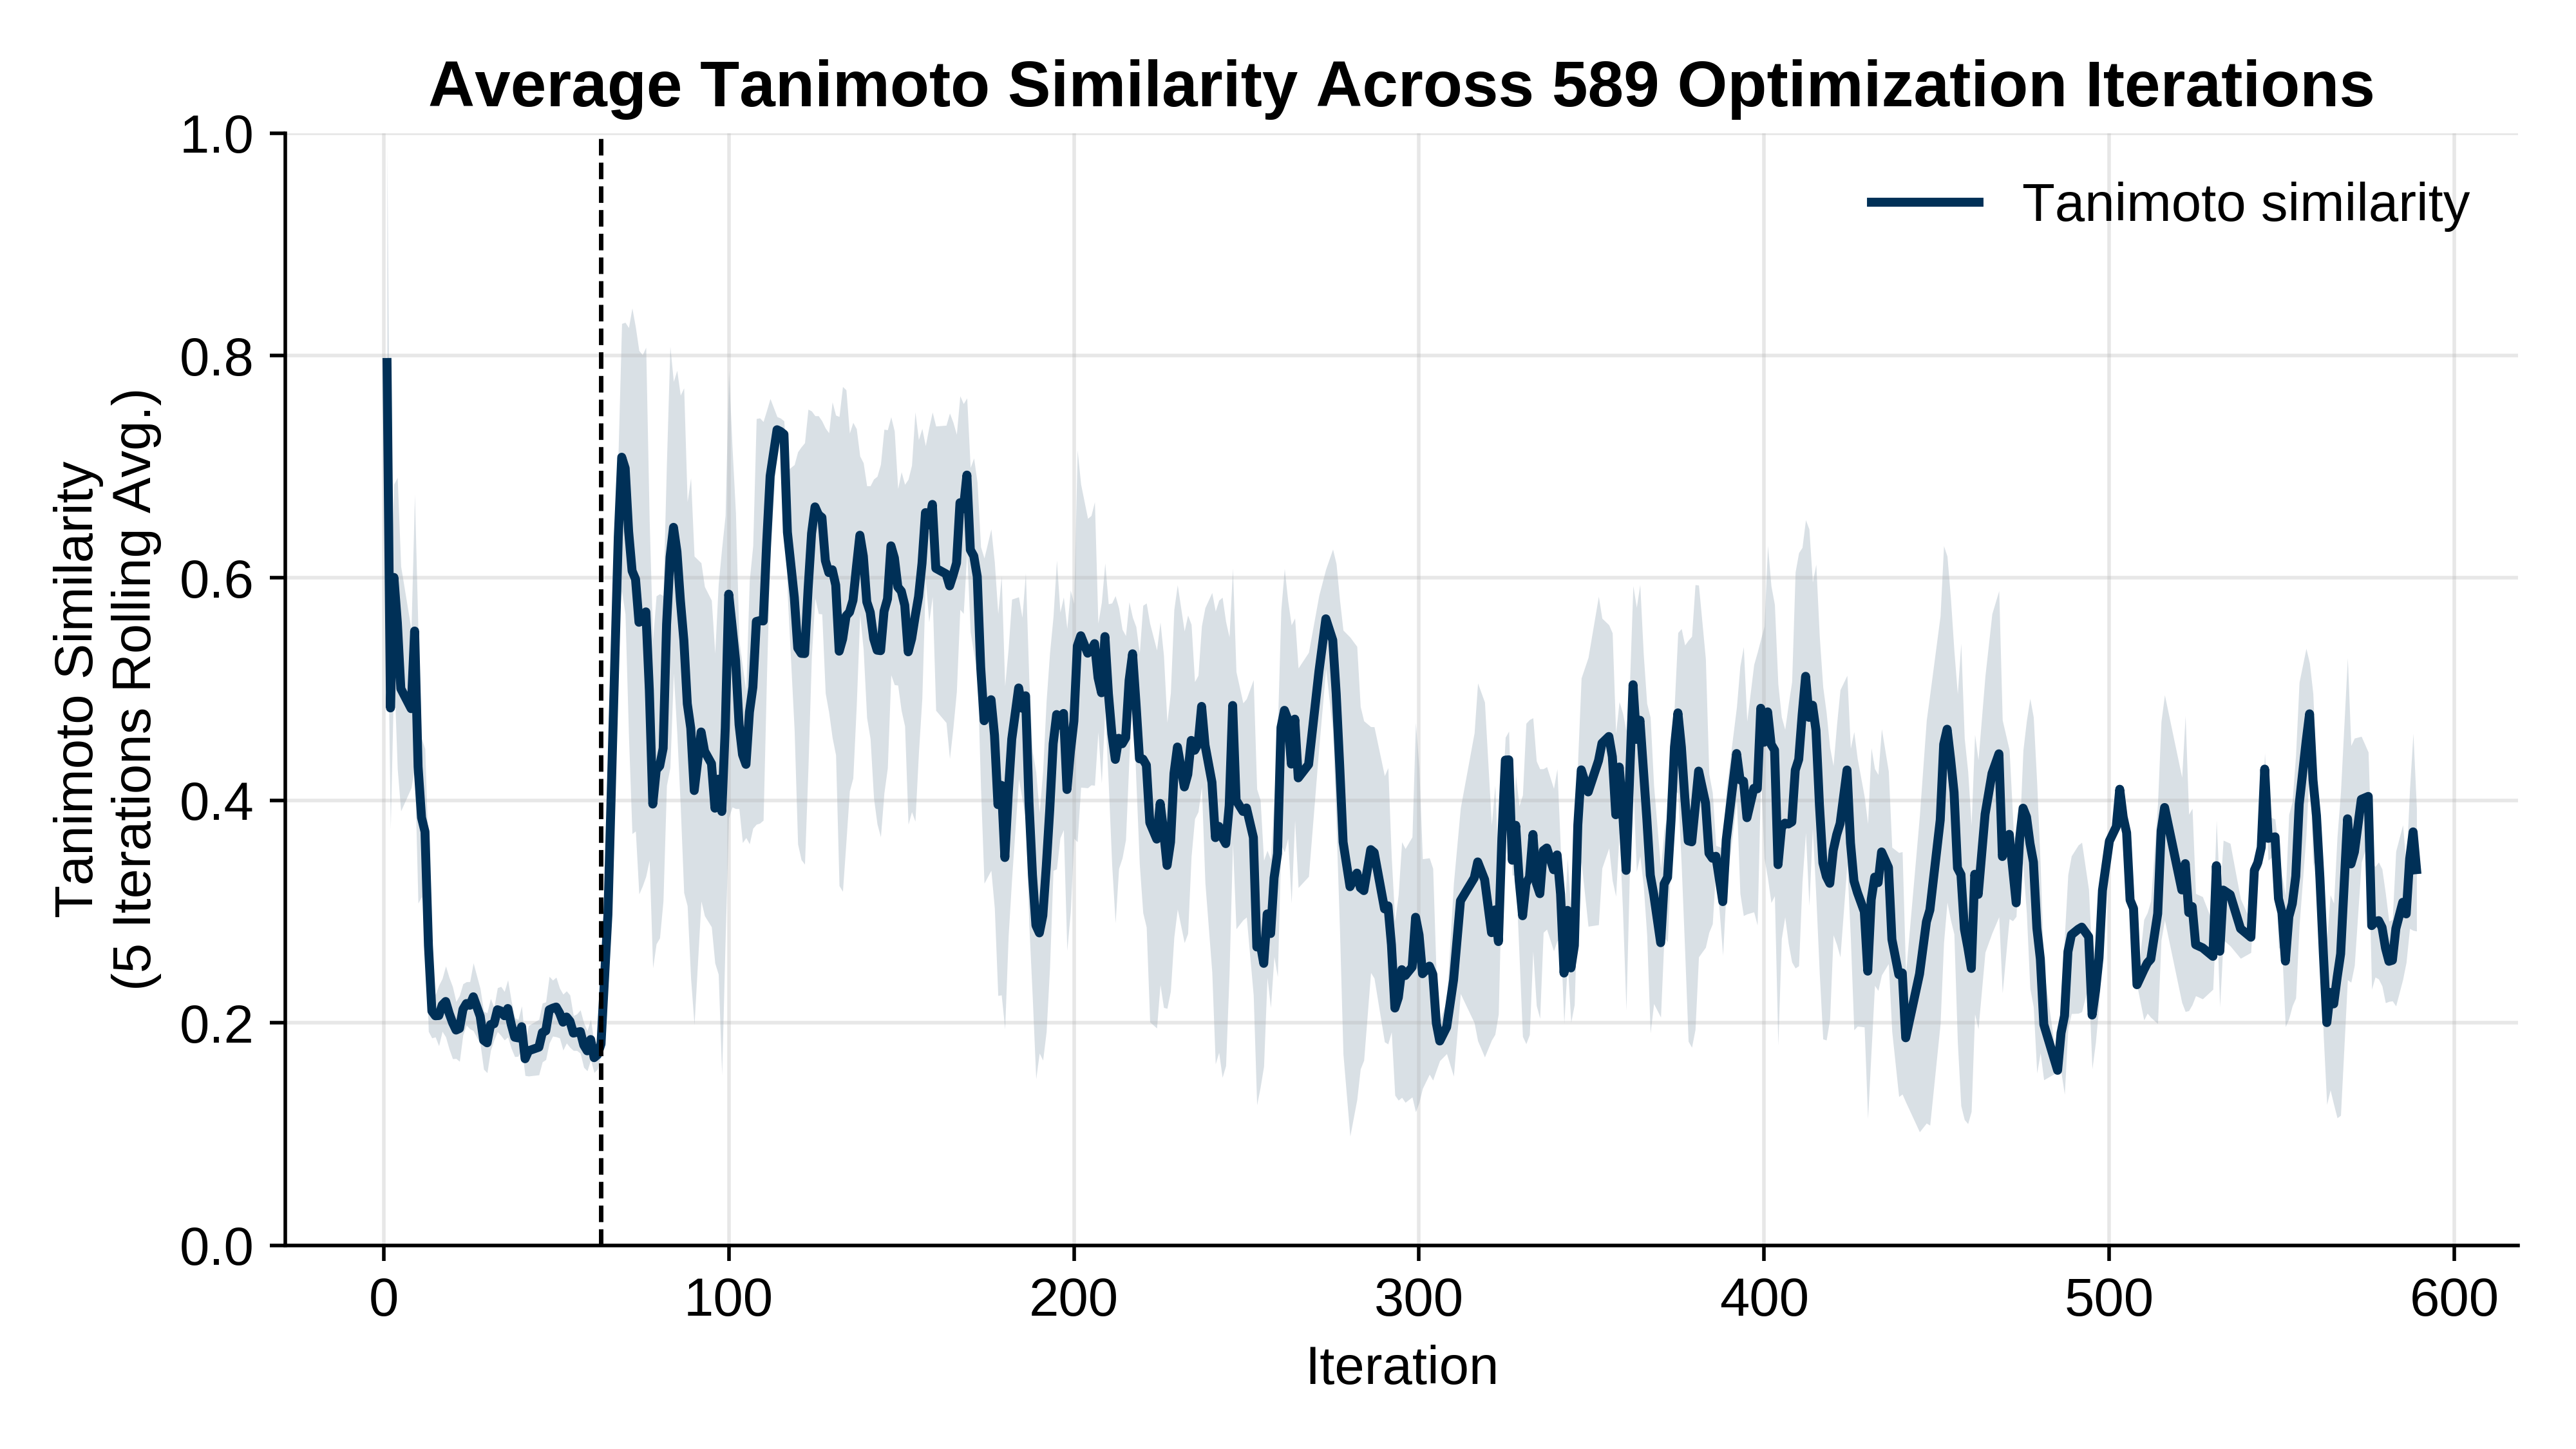 Average Tanimoto Similarity Across 589 Optimization Iterations
Tanimoto similarity
Tanimoto Similarity
(5 Iterations Rolling Avg.)
1.0
0.8
0.6
0.4
0.2
0.0
0 100 200 300 400 500 600
Iteration